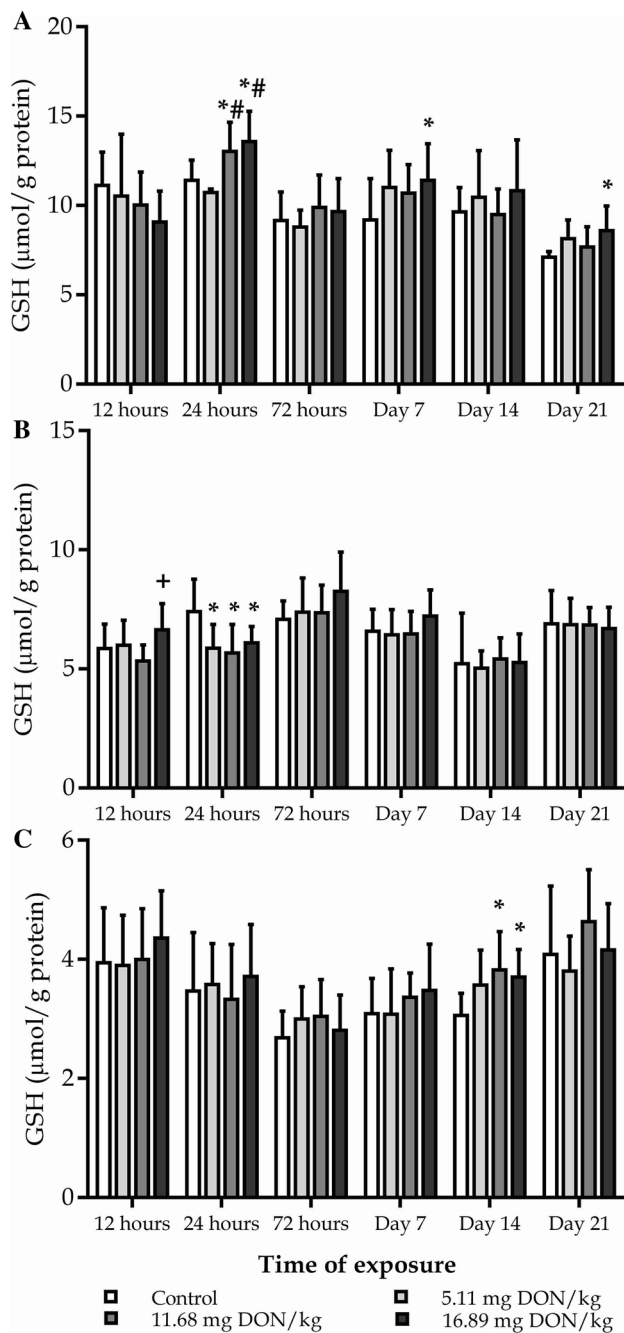 A
GSH (μmol/g protein)
20
15
10
5
0
*# *#
* *
12 hours 24 hours 72 hours Day 7 Day 14 Day 21
B
GSH (μmol/g protein)
15
10
5
0
+ * * *
12 hours 24 hours 72 hours Day 7 Day 14 Day 21
C
GSH (μmol/g protein)
6
4
2
0
* *
12 hours 24 hours 72 hours Day 7 Day 14 Day 21
Time of exposure
Control 5.11 mg DON/kg
11.68 mg DON/kg 16.89 mg DON/kg